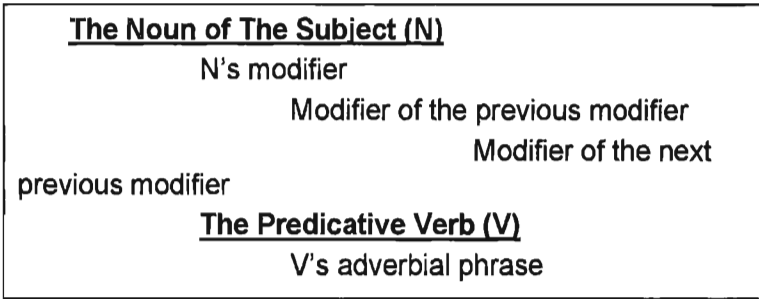 The Noun of The Subject (N)
N's modifier
Modifier of the previous modifier
Modifier of the next
previous modifier
The Predicative Verb (V)
V's adverbial phrase